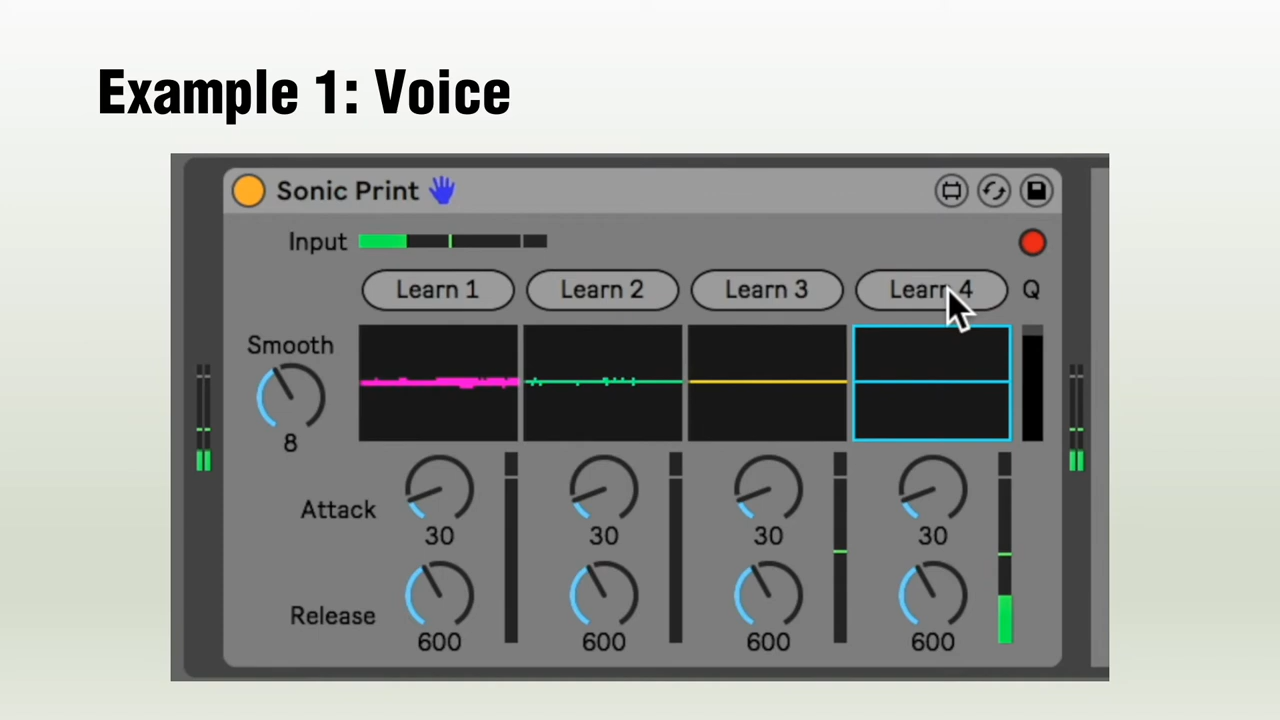 Example 1: Voice
Sonic Print
Input
Learn 1 Learn 2 Learn 3 Learn 4 Q
Smooth
8
Attack
30 30 30 30
Release
600 600 600 600